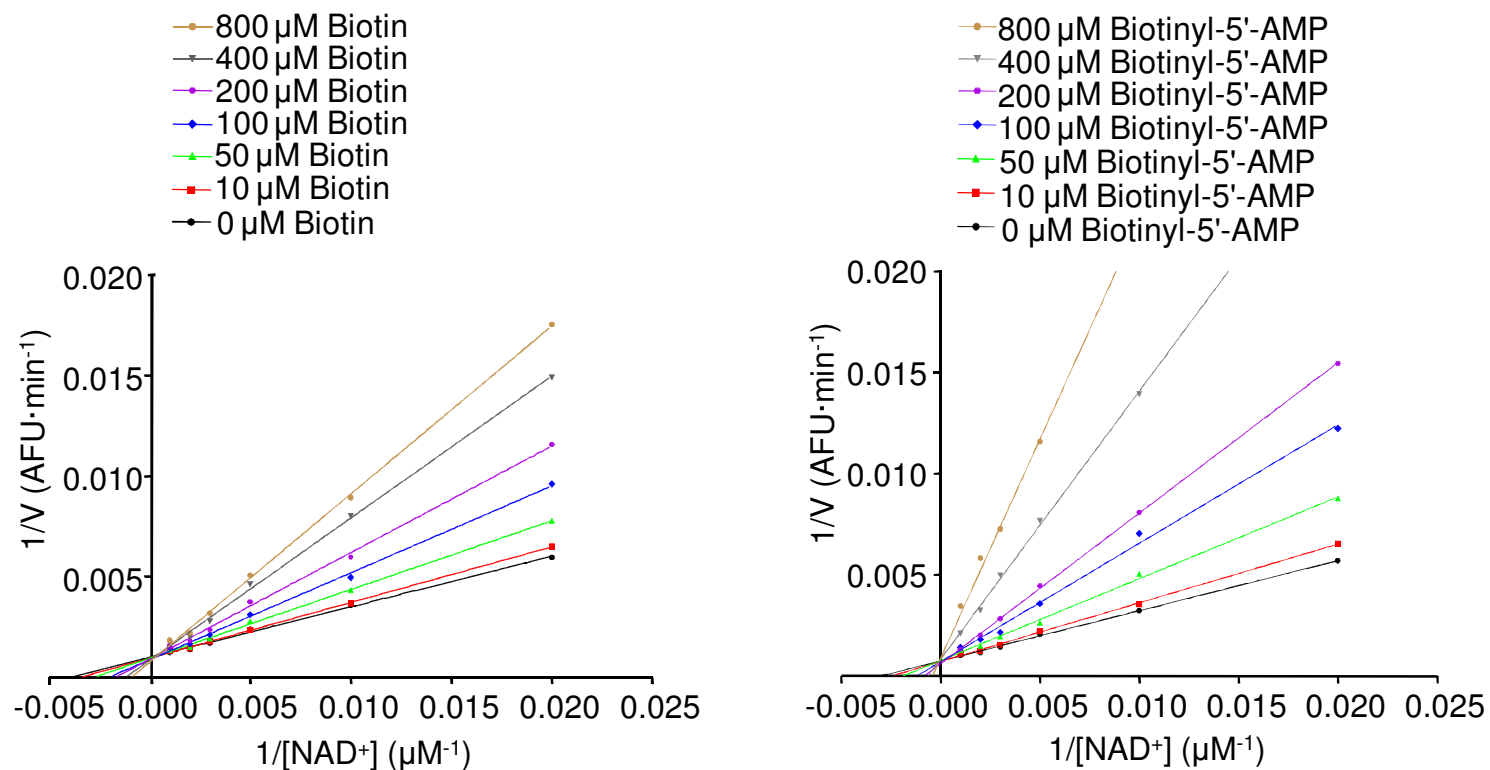 800 µM Biotin
400 µM Biotin
200 µM Biotin
100 µM Biotin
50 µM Biotin
10 µM Biotin
0 µM Biotin
0.020
0.015
0.010
0.005
1/V (AFU·min⁻¹)
-0.005 0.000 0.005 0.010 0.015 0.020 0.025
1/[NAD⁺] (µM⁻¹)
800 µM Biotinyl-5'-AMP
400 µM Biotinyl-5'-AMP
200 µM Biotinyl-5'-AMP
100 µM Biotinyl-5'-AMP
50 µM Biotinyl-5'-AMP
10 µM Biotinyl-5'-AMP
0 µM Biotinyl-5'-AMP
0.020
0.015
0.010
0.005
1/V (AFU·min⁻¹)
-0.005 0.000 0.005 0.010 0.015 0.020 0.025
1/[NAD⁺] (µM⁻¹)